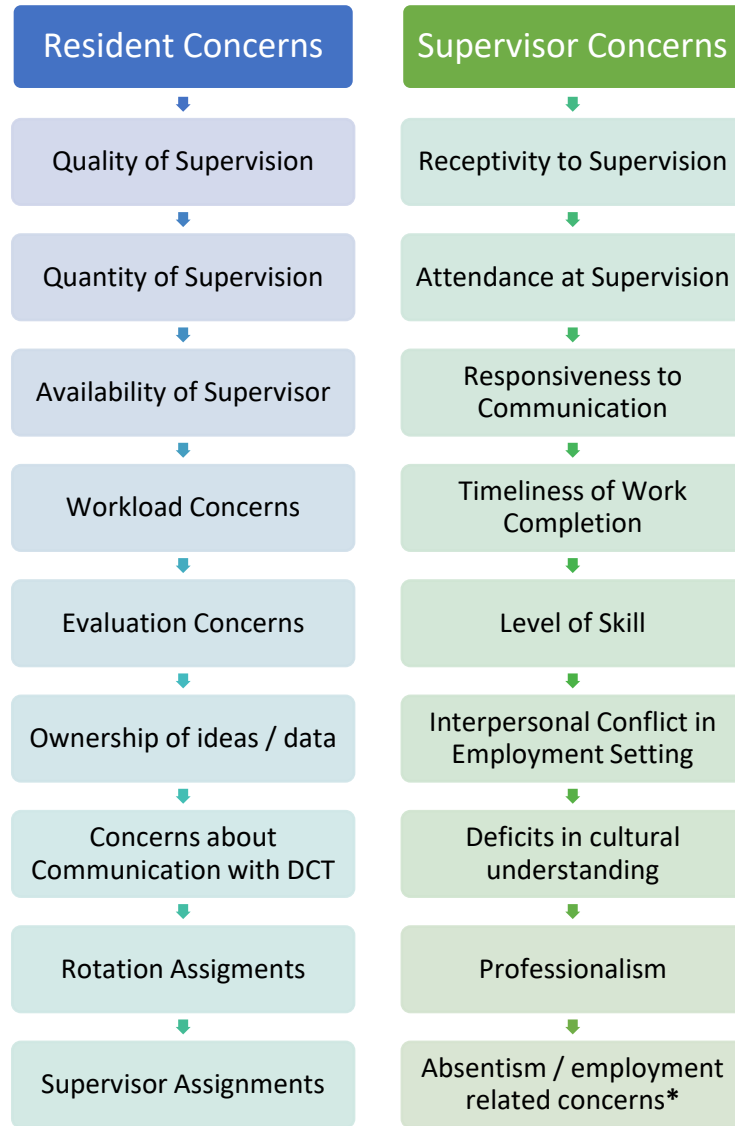 Resident Concerns
Quality of Supervision
Quantity of Supervision
Availability of Supervisor
Workload Concerns
Evaluation Concerns
Ownership of ideas / data
Concerns about
Communication with DCT
Rotation Assigments
Supervisor Assignments
Supervisor Concerns
Receptivity to Supervision
Attendance at Supervision
Responsiveness to
Communication
Timeliness of Work
Completion
Level of Skill
Interpersonal Conflict in
Employment Setting
Deficits in cultural
understanding
Professionalism
Absentism / employment
related concerns*